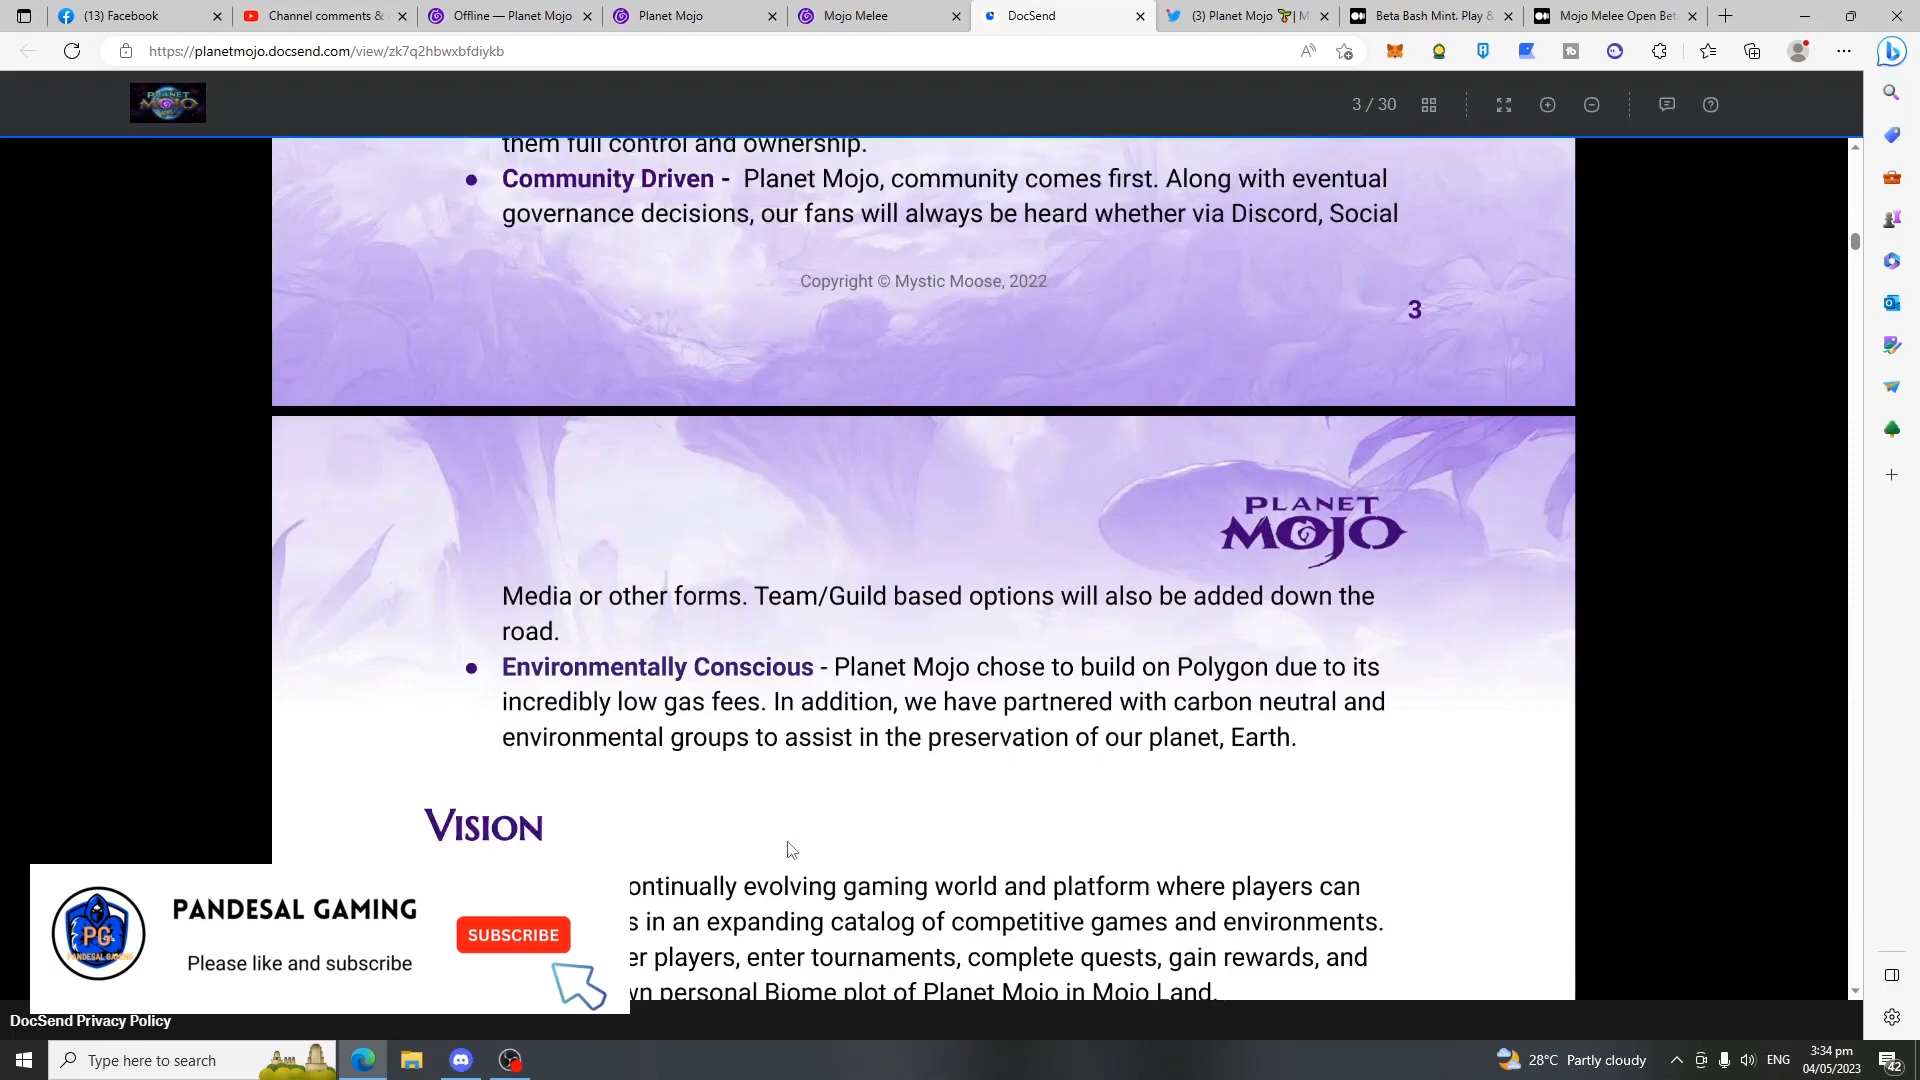 (13) Facebook
Channel comments &
Offline — Planet Mojo
Planet Mojo
Mojo Melee
DocSend
(3) Planet Mojo | M
Beta Bash Mint. Play &
Mojo Melee Open Bet
https://planetmojo.docsend.com/view/zk7q2hbwxbfdiykb
PLANET
MOJO
3 / 30
them full control and ownership.
Community Driven - Planet Mojo, community comes first. Along with eventual
governance decisions, our fans will always be heard whether via Discord, Social
Copyright © Mystic Moose, 2022
3
PLANET
MOJO
Media or other forms. Team/Guild based options will also be added down the
road.
Environmentally Conscious - Planet Mojo chose to build on Polygon due to its
incredibly low gas fees. In addition, we have partnered with carbon neutral and
environmental groups to assist in the preservation of our planet, Earth.
VISION
ontinually evolving gaming world and platform where players can
s in an expanding catalog of competitive games and environments.
er players, enter tournaments, complete quests, gain rewards, and
wn personal Biome plot of Planet Mojo in Mojo Land.
PG
PANDESAL GAMING
PANDESAL GAMING
Please like and subscribe
SUBSCRIBE
DocSend Privacy Policy
Type here to search
28°C Partly cloudy
ENG
3:34 pm
04/05/2023
42